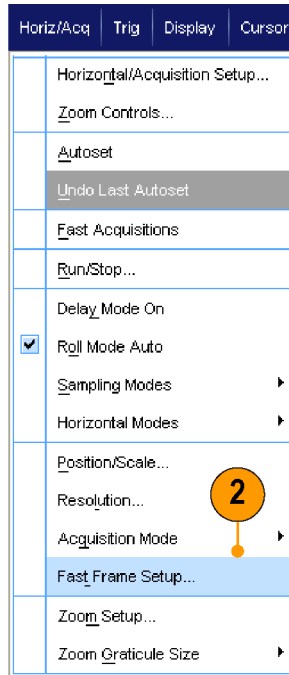 Horiz/Acq Trig Display Cursor
Horizontal/Acquisition Setup...
Zoom Controls...
Autoset
Undo Last Autoset
Fast Acquisitions
Run/Stop...
Delay Mode On
Roll Mode Auto
Sampling Modes
Horizontal Modes
Position/Scale...
Resolution...
2
Acquisition Mode
Fast Frame Setup...
Zoom Setup...
Zoom Graticule Size